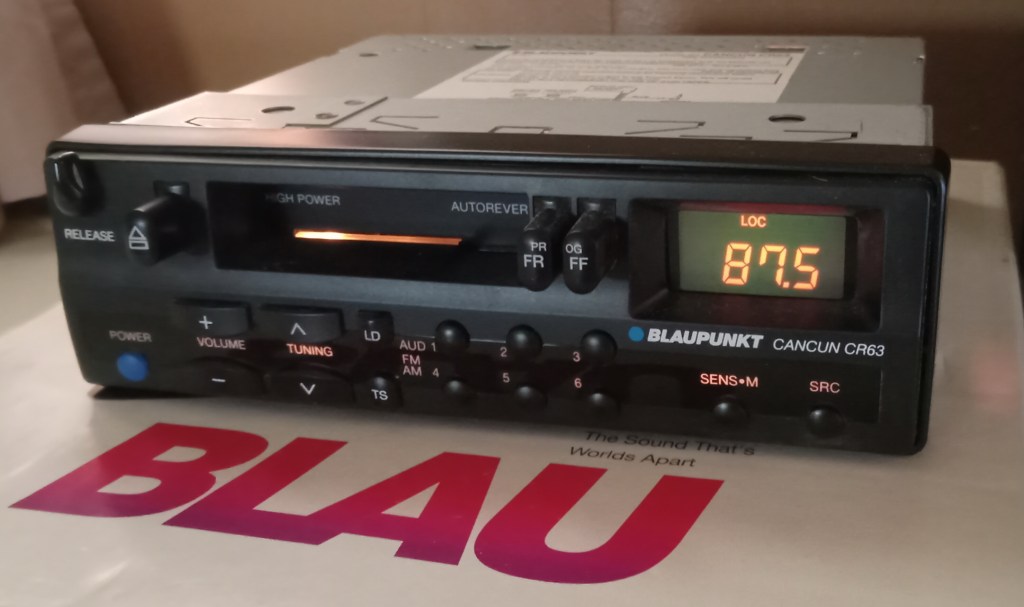 HIGH POWER
AUTOREVER
LOC
87.5
RELEASE
PR
FR
OG
FF
BLAUPUNKT CANCUN CR63
POWER
+
VOLUME
−
TUNING
LD
TS
AUD
FM
AM
1
2
3
4
5
6
SENS•M
SRC
The Sound That's
Worlds Apart
BLAU